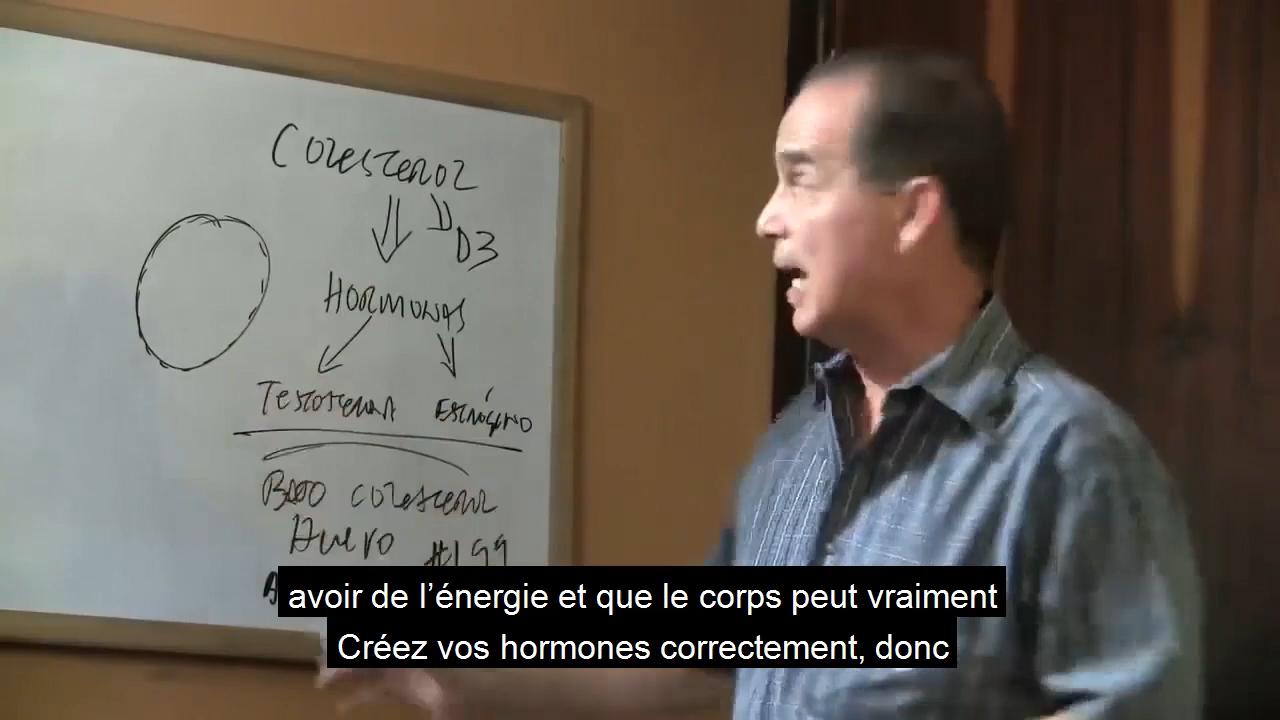 COLESTEROL
D3
HORMONAS
TESTOSTERONA ESTRÓGENO
BAJO COLESTEROL
HUEVO #199
avoir de l’énergie et que le corps peut vraiment
Créez vos hormones correctement, donc